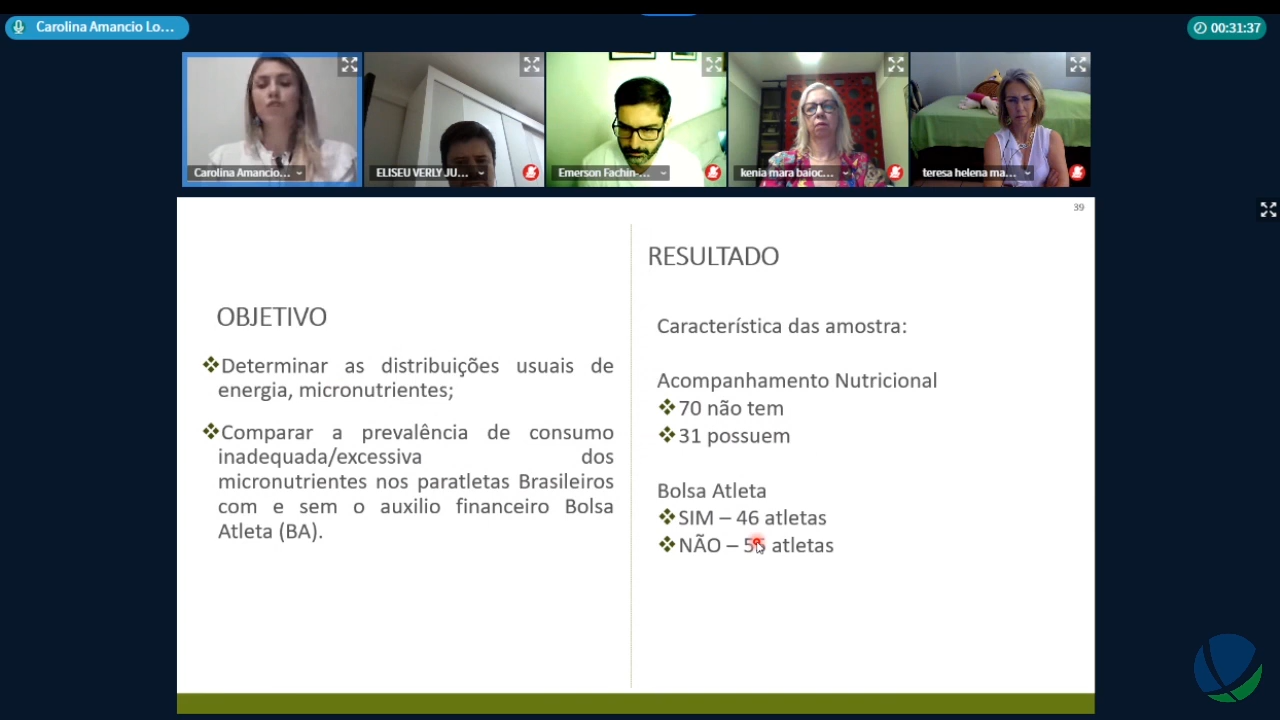 Carolina Amancio Lo...
00:31:37
Carolina Amancio...
ELISEU VERLY JU...
Emerson Fachin-...
kenia mara baioc...
teresa helena ma...
39
OBJETIVO
Determinar as distribuições usuais de
energia, micronutrientes;
Comparar a prevalência de consumo
inadequada/excessiva dos
micronutrientes nos paratletas Brasileiros
com e sem o auxilio financeiro Bolsa
Atleta (BA).
RESULTADO
Característica das amostra:
Acompanhamento Nutricional
70 não tem
31 possuem
Bolsa Atleta
SIM – 46 atletas
NÃO – 55 atletas